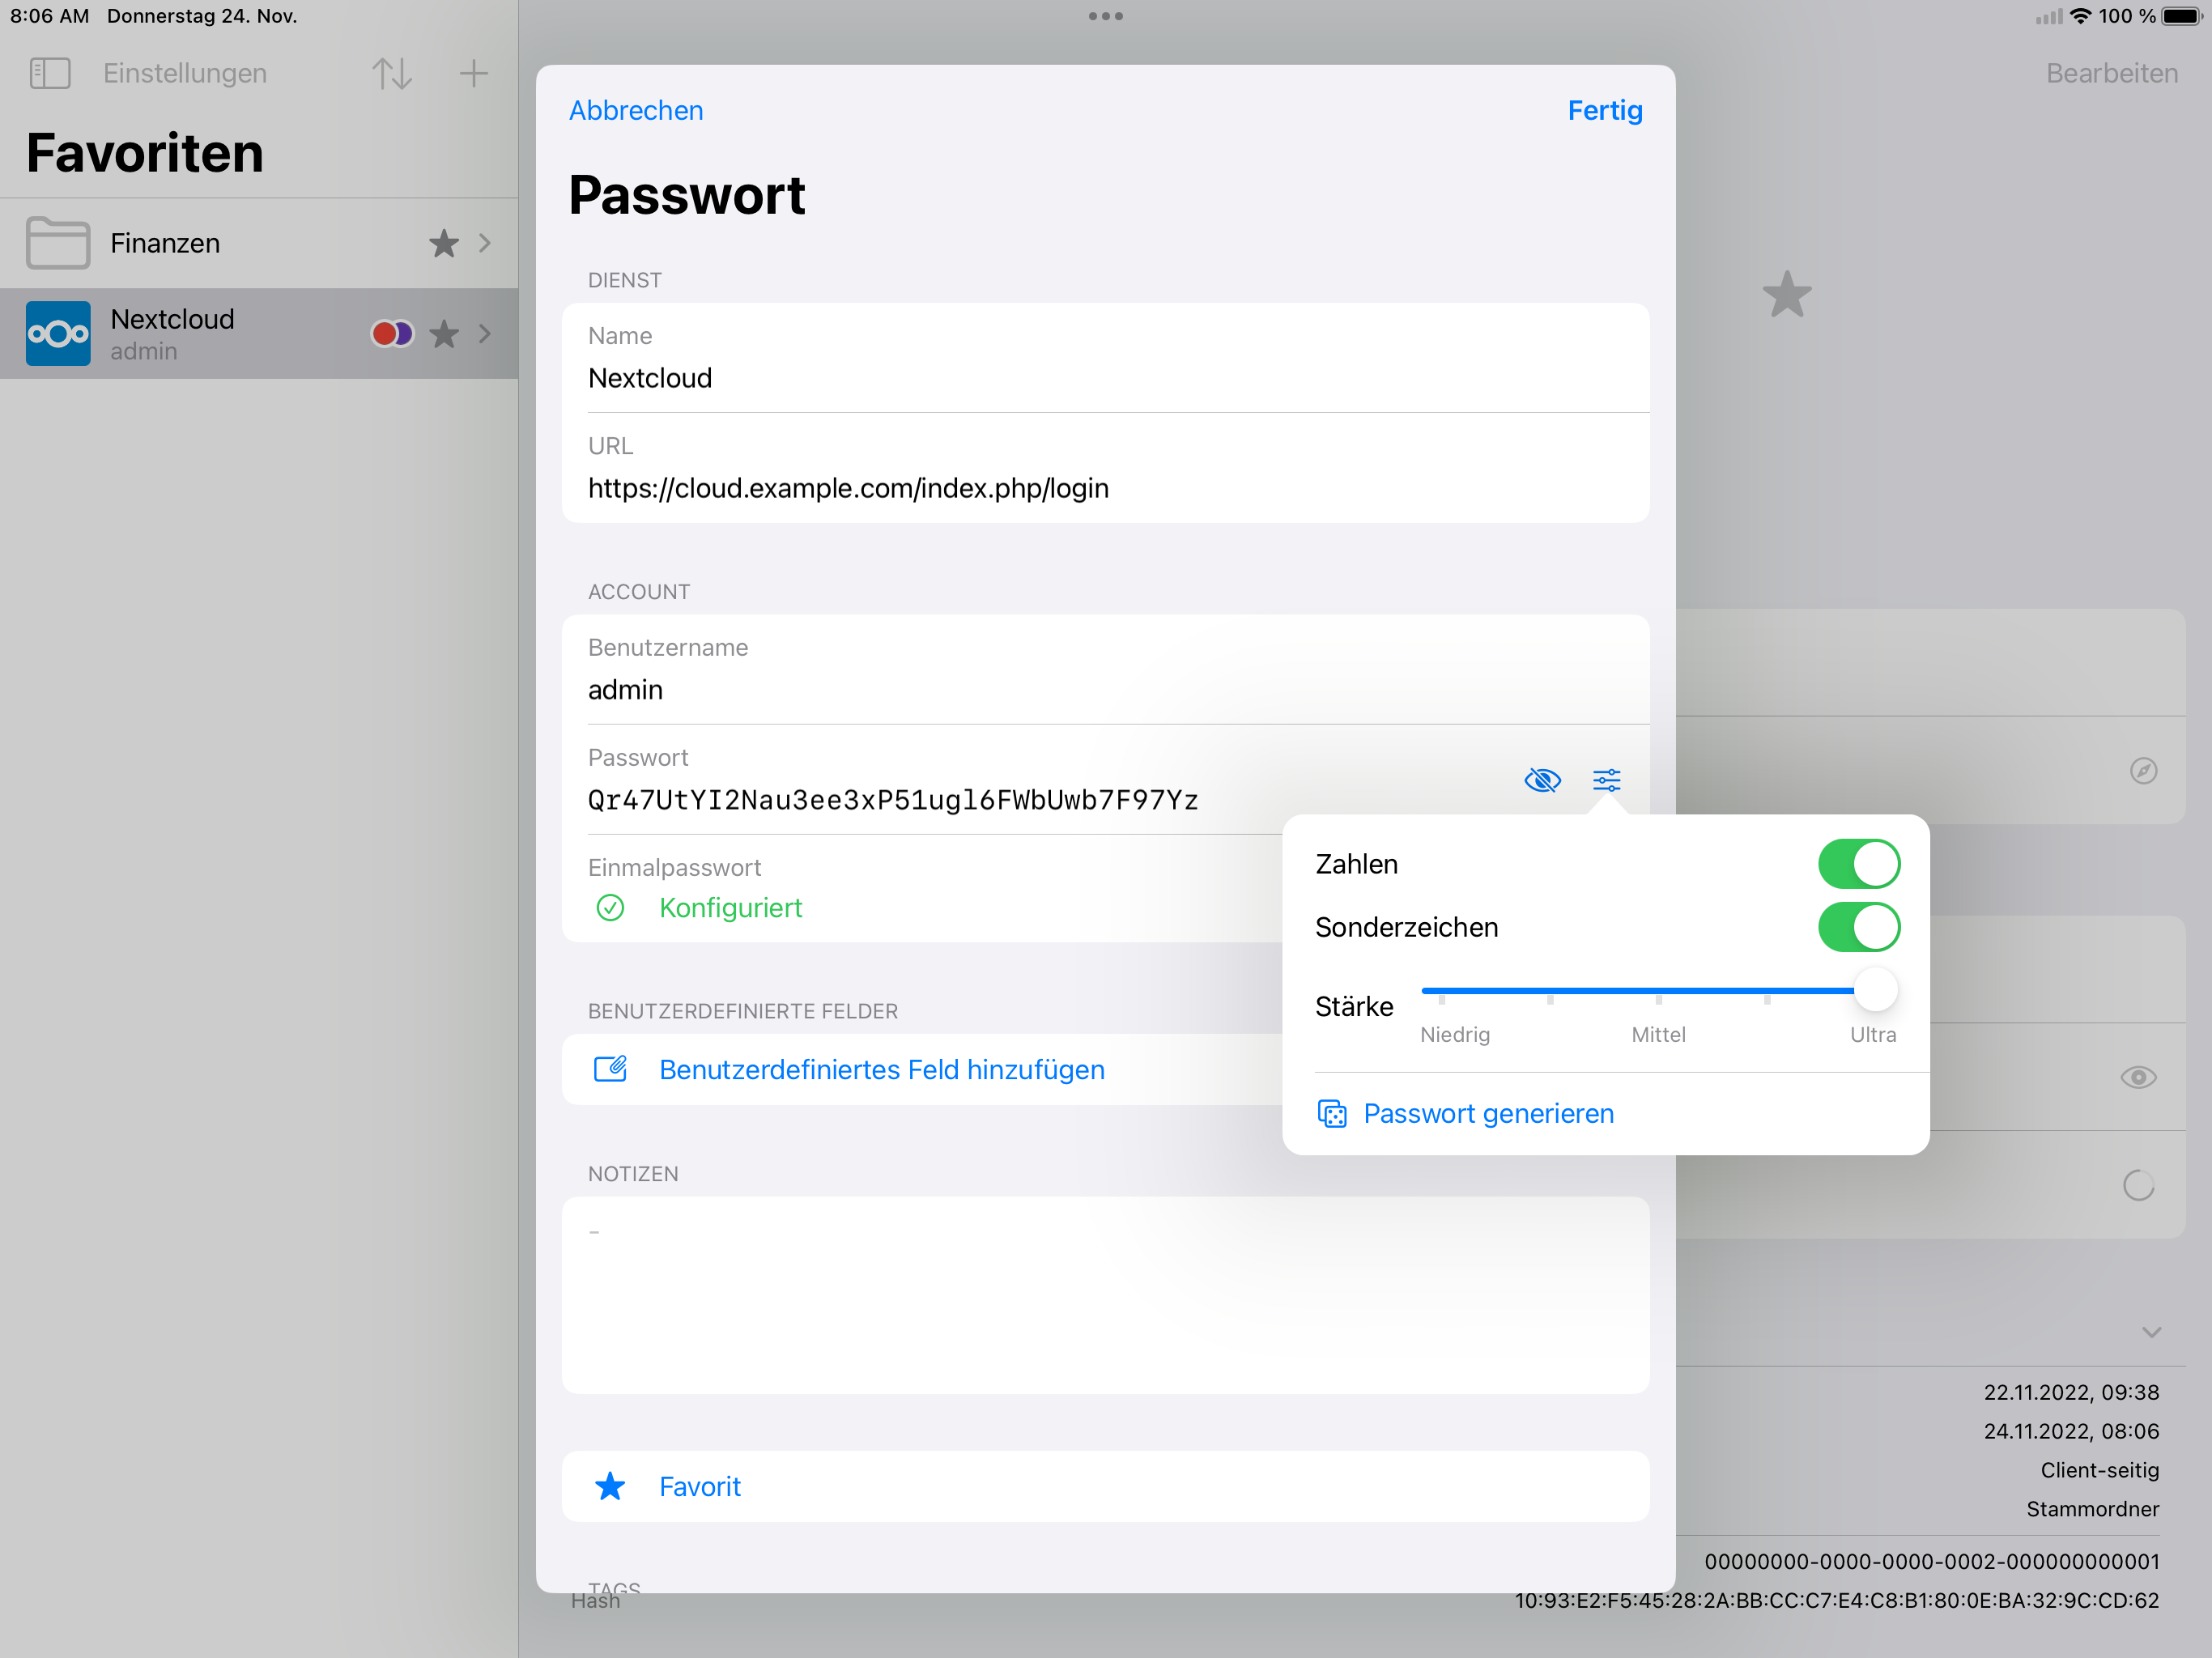 8:06 AM Donnerstag 24. Nov.
100 %
Einstellungen
Bearbeiten
Favoriten
Finanzen
Nextcloud
admin
Abbrechen
Fertig
Passwort
DIENST
Name
Nextcloud
URL
https://cloud.example.com/index.php/login
ACCOUNT
Benutzername
admin
Passwort
Qr47UtYI2Nau3ee3xP51ugl6FWbUwb7F97Yz
Einmalpasswort
Konfiguriert
Zahlen
Sonderzeichen
Stärke
Niedrig Mittel Ultra
Passwort generieren
BENUTZERDEFINIERTE FELDER
Benutzerdefiniertes Feld hinzufügen
NOTIZEN
-
Favorit
TAGS
22.11.2022, 09:38
24.11.2022, 08:06
Client-seitig
Stammordner
00000000-0000-0000-0002-000000000001
Hash 10:93:E2:F5:45:28:2A:BB:CC:C7:E4:C8:B1:80:0E:BA:32:9C:CD:62